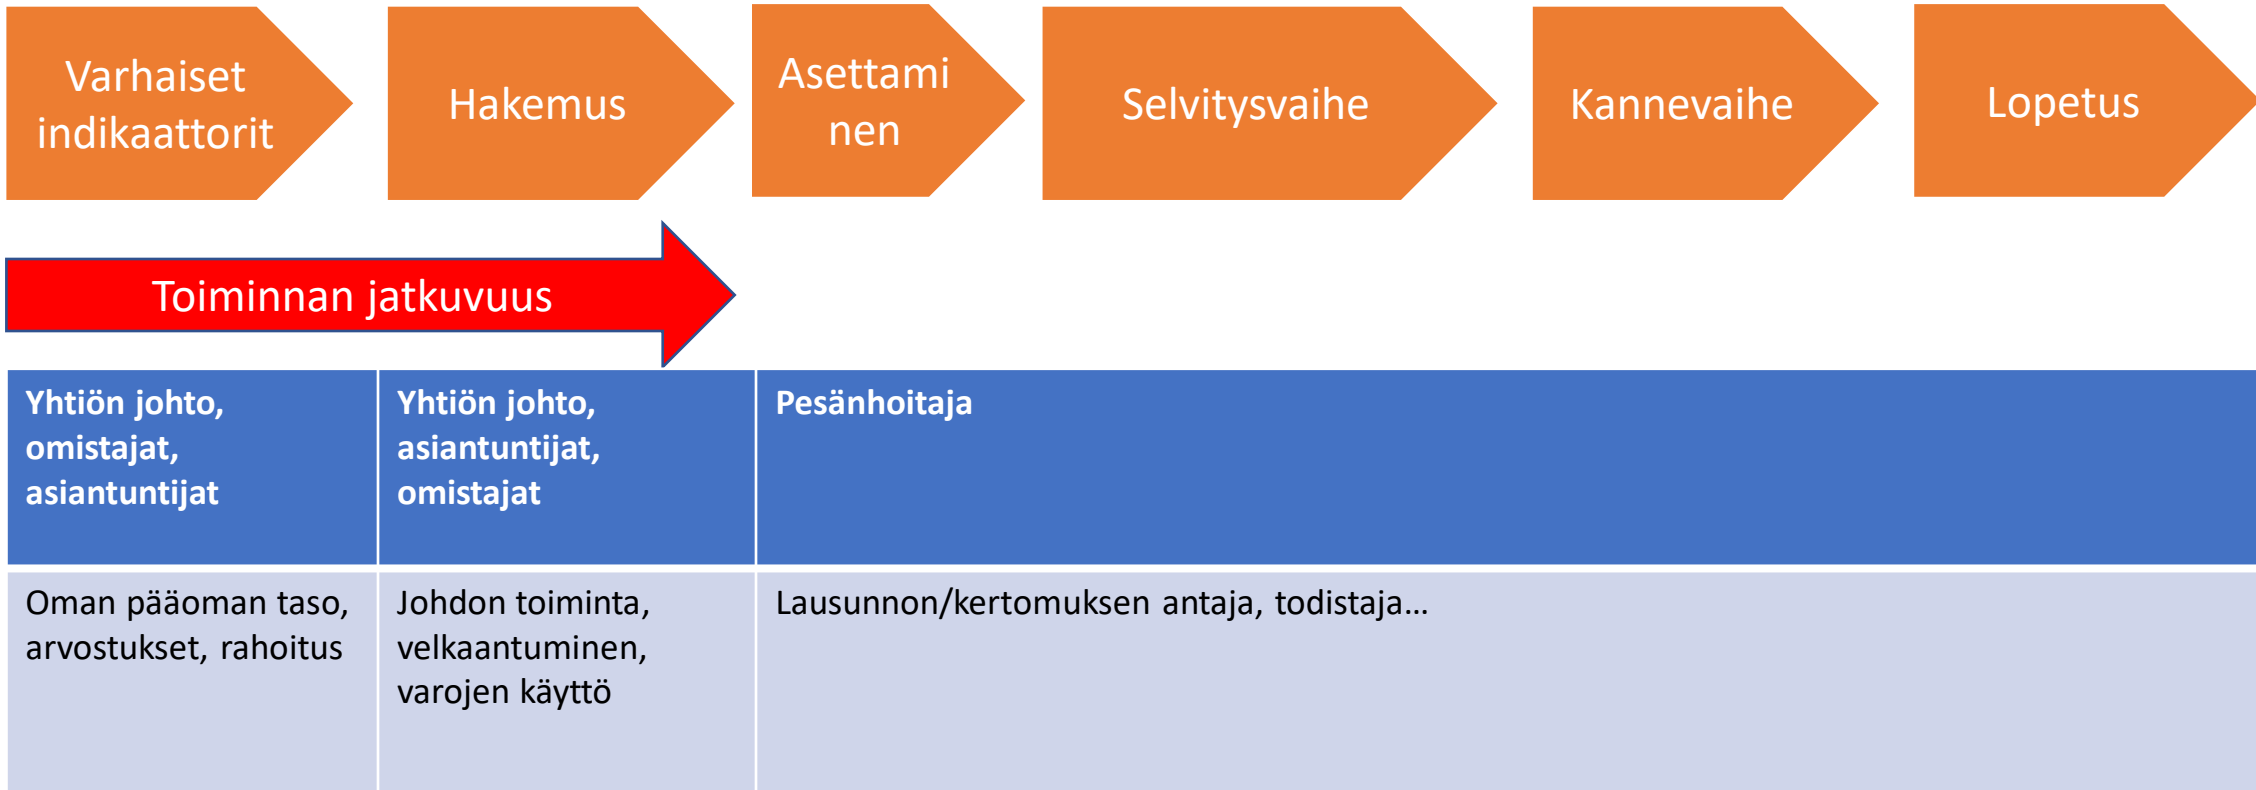 Varhaiset
indikaattorit
Hakemus
Asettami
nen
Selvitysvaihe
Kannevaihe
Lopetus
Toiminnan jatkuvuus
Yhtiön johto,
omistajat,
asiantuntijat
Yhtiön johto,
asiantuntijat,
omistajat
Pesänhoitaja
Oman pääoman taso,
arvostukset, rahoitus
Johdon toiminta,
velkaantuminen,
varojen käyttö
Lausunnon/kertomuksen antaja, todistaja…